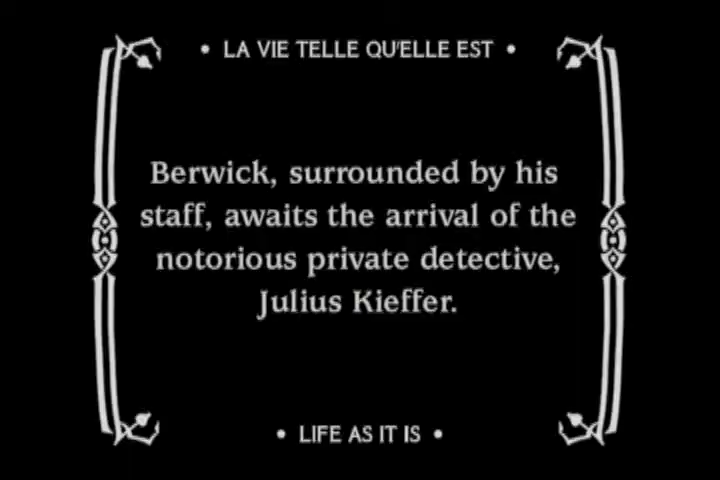 • LA VIE TELLE QU'ELLE EST •
Berwick, surrounded by his
staff, awaits the arrival of the
notorious private detective,
Julius Kieffer.
• LIFE AS IT IS •